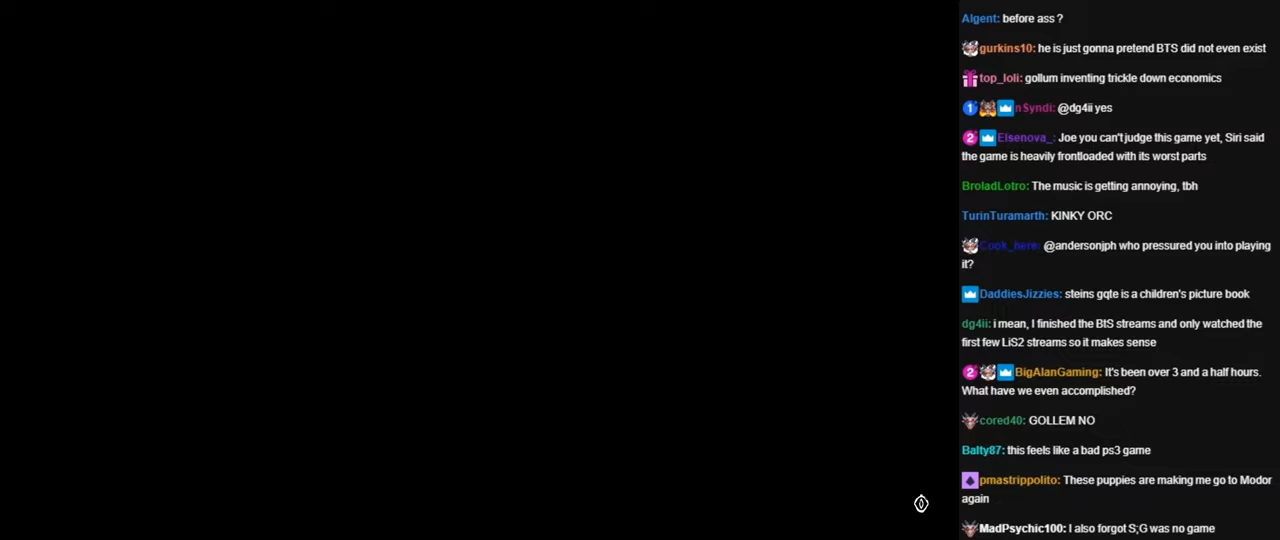 Algent: before ass ?
gurkins10: he is just gonna pretend BTS did not even exist
top_loli: gollum inventing trickle down economics
nSyndi: @dg4ii yes
Elsenova_: Joe you can't judge this game yet, Siri said
the game is heavily frontloaded with its worst parts
BroladLotro: The music is getting annoying, tbh
TurinTuramarth: KINKY ORC
Cook_here: @andersonjph who pressured you into playing
it?
DaddiesJizzies: steins gqte is a children's picture book
dg4ii: i mean, I finished the BtS streams and only watched the
first few LiS2 streams so it makes sense
BigAlanGaming: It's been over 3 and a half hours.
What have we even accomplished?
cored40: GOLLEM NO
Balty87: this feels like a bad ps3 game
pmastrippolito: These puppies are making me go to Modor
again
MadPsychic100: I also forgot S;G was no game